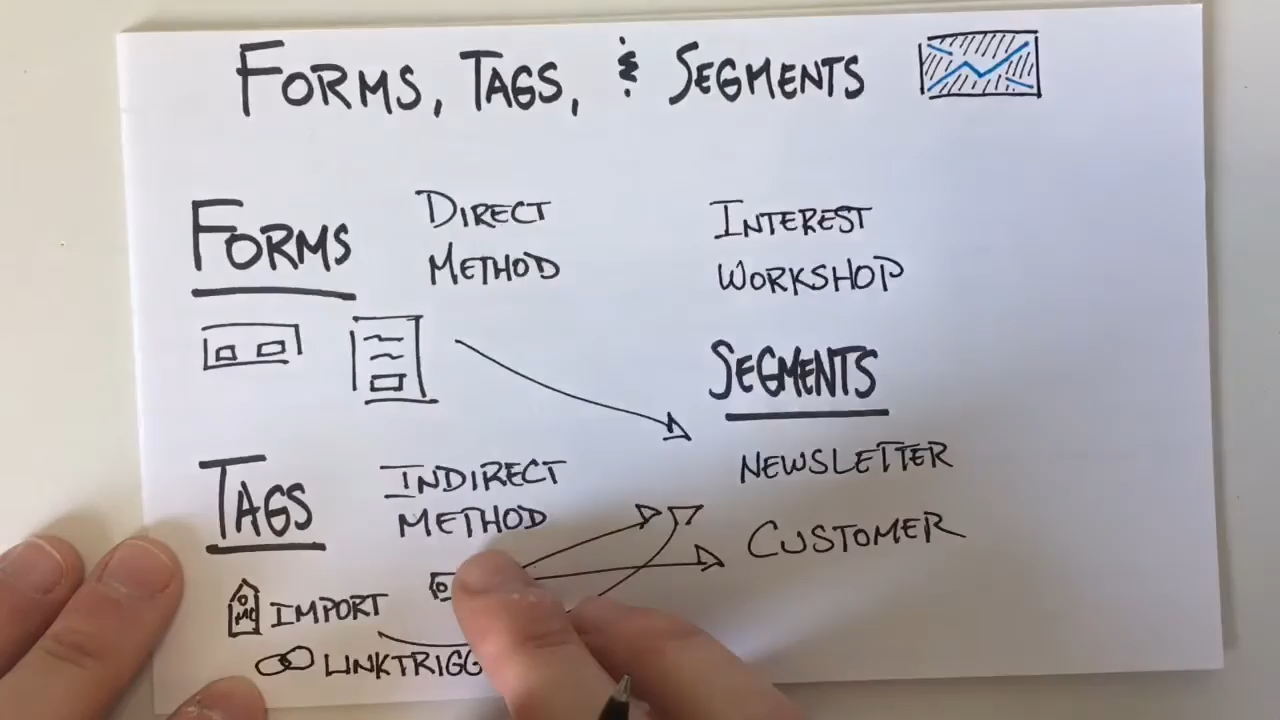 FORMS, TAGS, & SEGMENTS
FORMS
DIRECT
METHOD
INTEREST
WORKSHOP
SEGMENTS
NEWSLETTER
CUSTOMER
TAGS
INDIRECT
METHOD
IMPORT